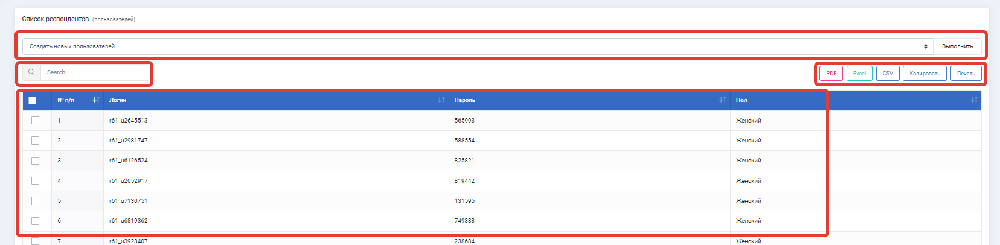 Список респондентов (пользователей)
Создать новых пользователей Выполнить
Search PDF Excel CSV Копировать Печать
№ п/п Логин Пароль Пол
1 r61_u2645513 565993 Женский
2 r61_u2981747 588554 Женский
3 r61_u6126524 825821 Женский
4 r61_u2052917 819442 Женский
5 r61_u7130751 131595 Женский
6 r61_u6819362 749388 Женский
7 r61_u3923407 238684 Женский